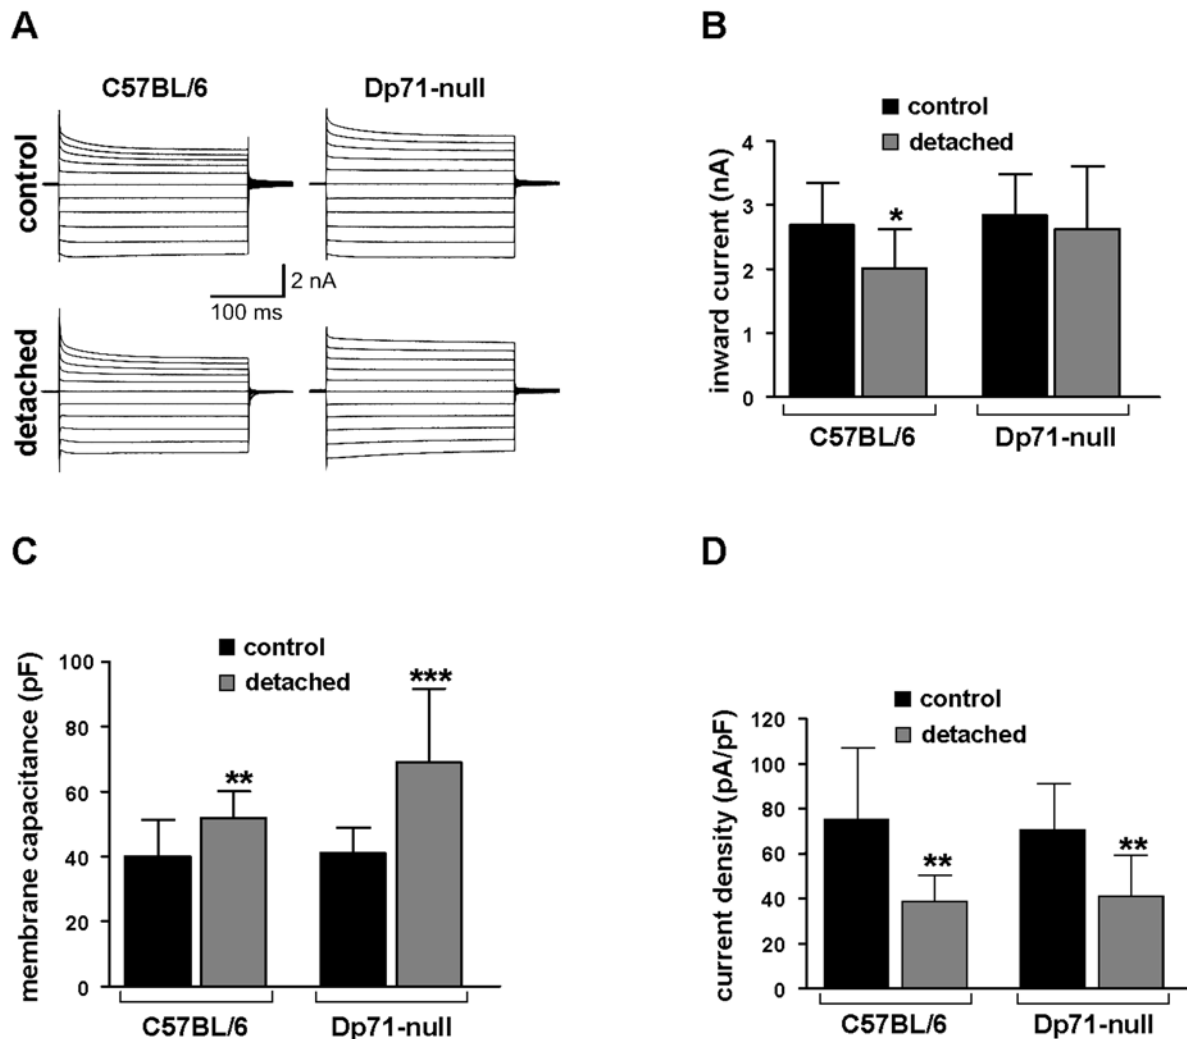 A
C57BL/6
Dp71-null
control
2 nA
100 ms
detached
B
control
detached
inward current (nA)
4
3
2
1
0
*
C57BL/6
Dp71-null
C
control
detached
membrane capacitance (pF)
100
80
60
40
20
0
**
***
C57BL/6
Dp71-null
D
control
detached
current density (pA/pF)
120
100
80
60
40
20
0
**
**
C57BL/6
Dp71-null